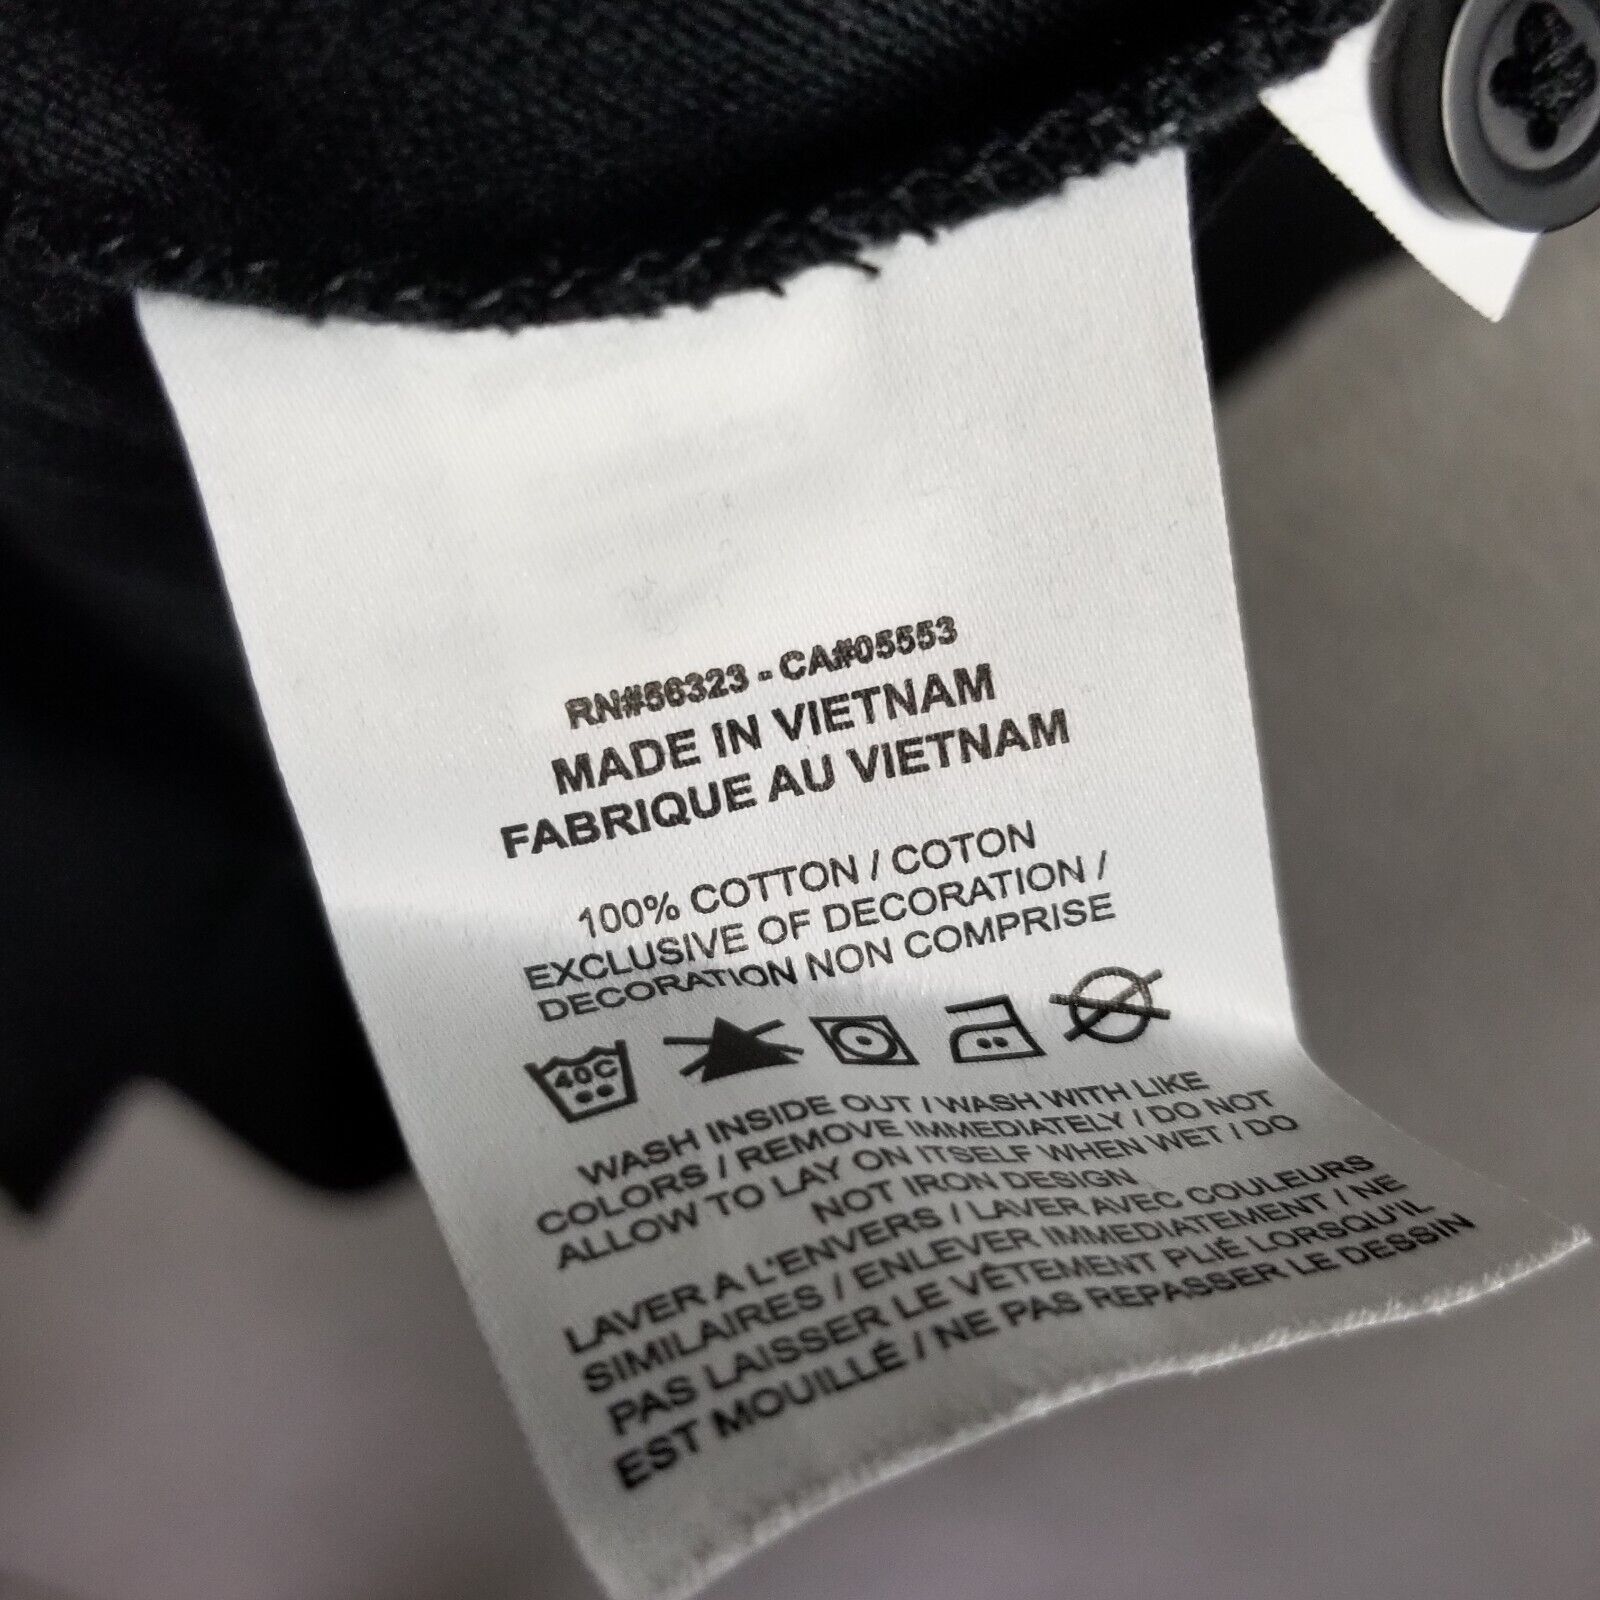 RN#56323 - CA#05553
MADE IN VIETNAM
FABRIQUE AU VIETNAM
100% COTTON / COTON
EXCLUSIVE OF DECORATION /
DECORATION NON COMPRISE
40C
WASH INSIDE OUT / WASH WITH LIKE
COLORS / REMOVE IMMEDIATELY / DO NOT
ALLOW TO LAY ON ITSELF WHEN WET / DO
NOT IRON DESIGN
LAVER A L'ENVERS / LAVER AVEC COULEURS
SIMILAIRES / ENLEVER IMMEDIATEMENT / NE
PAS LAISSER LE VÊTEMENT PLIÉ LORSQU'IL
EST MOUILLÉ / NE PAS REPASSER LE DESSIN